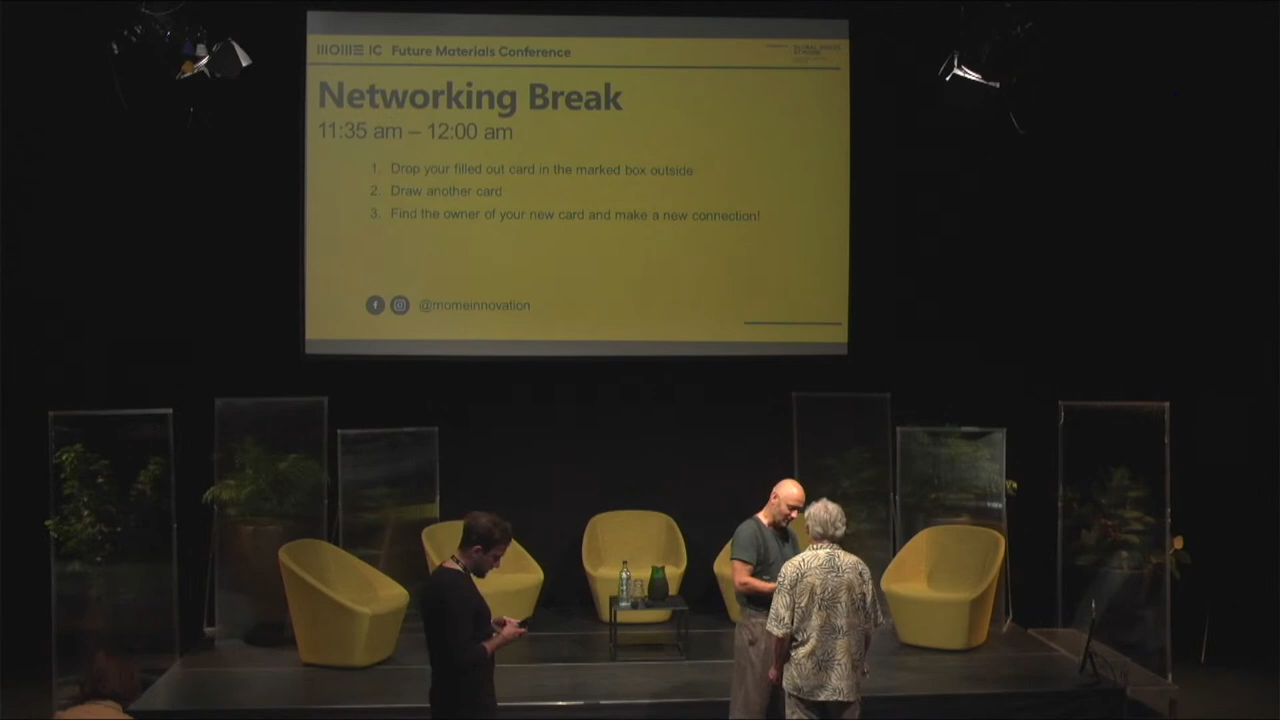 MOME IC Future Materials Conference
Networking Break
11:35 am – 12:00 am
1. Drop your filled out card in the marked box outside
2. Draw another card
3. Find the owner of your new card and make a new connection!
@momeinnovation